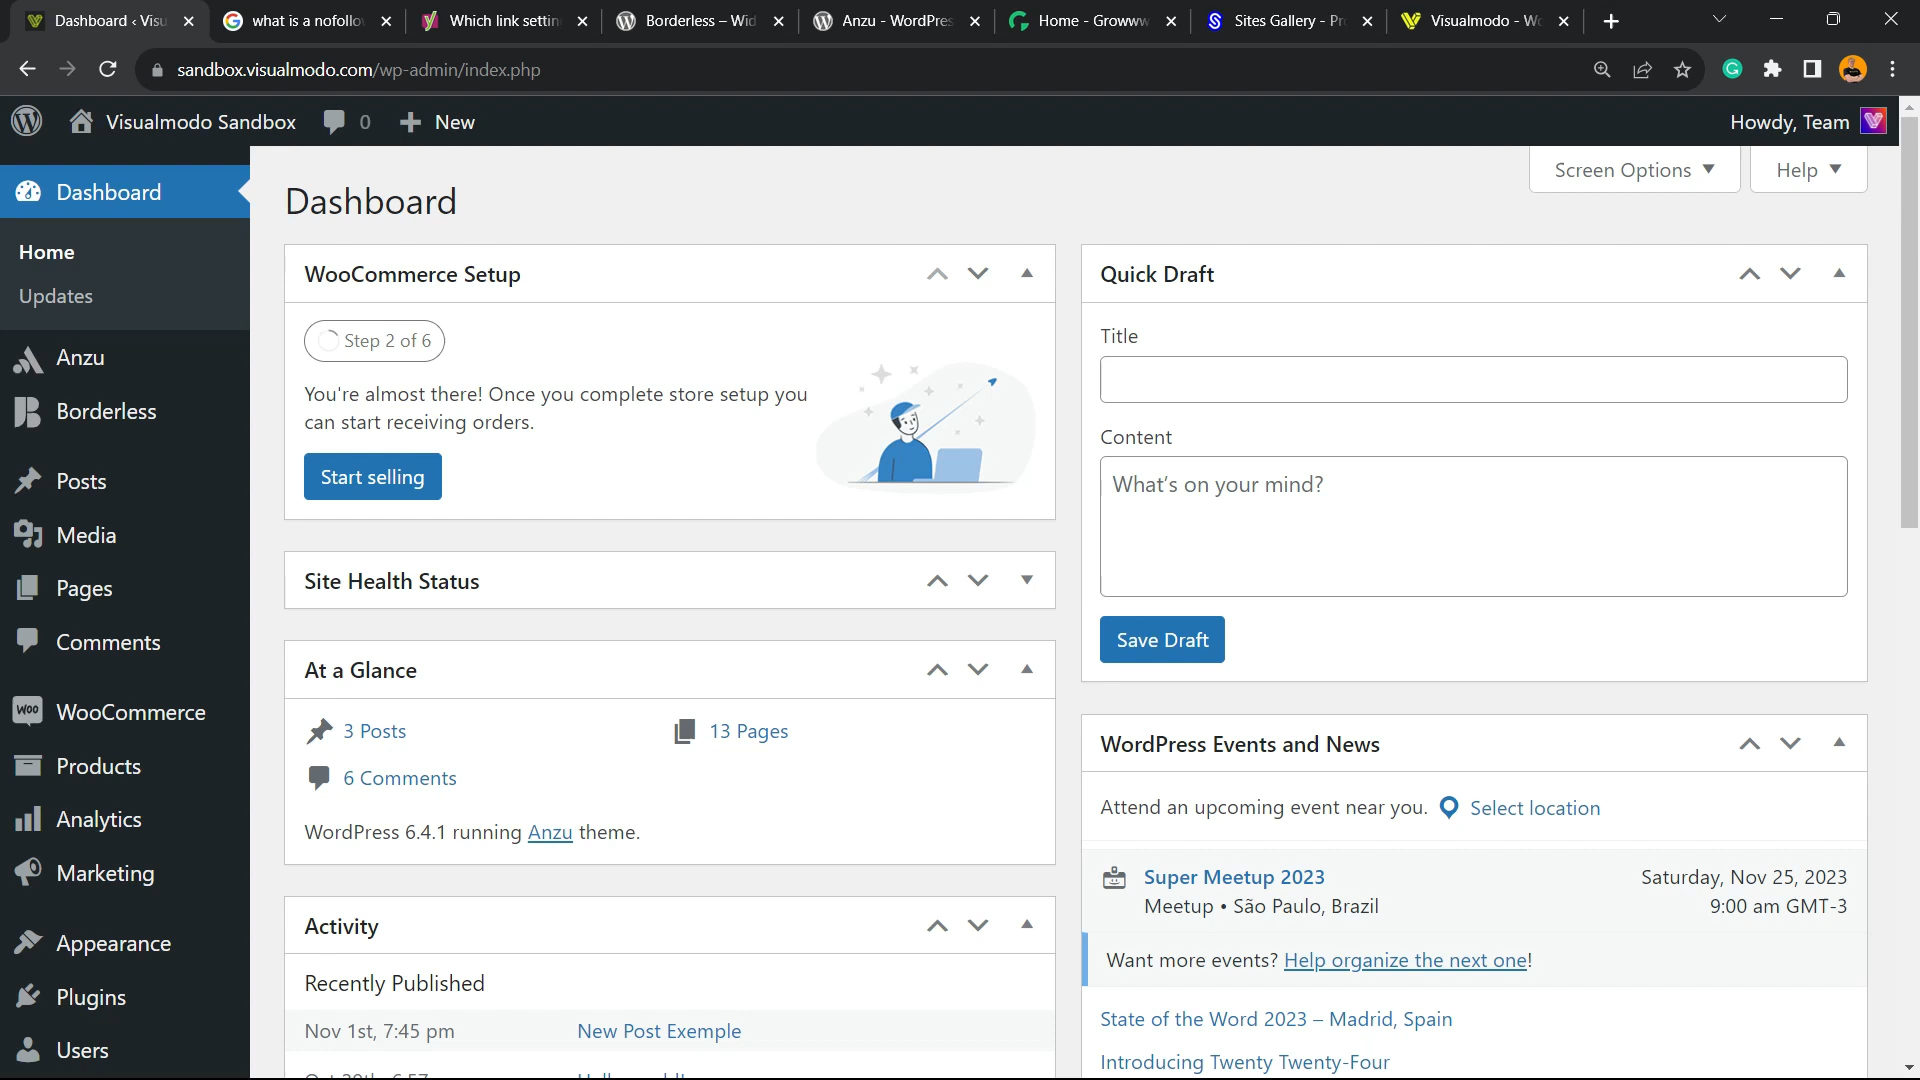 Dashboard ‹ Visu
what is a nofollov
Which link settin
Borderless – Wid
Anzu - WordPres
Home - Growww
Sites Gallery - Pr
Visualmodo - Wo
sandbox.visualmodo.com/wp-admin/index.php
Visualmodo Sandbox
0
New
Howdy, Team
Screen Options
Help
Dashboard
Home
Updates
Anzu
Borderless
Posts
Media
Pages
Comments
WooCommerce
Products
Analytics
Marketing
Appearance
Plugins
Users
Dashboard
WooCommerce Setup
Step 2 of 6
You're almost there! Once you complete store setup you
can start receiving orders.
Start selling
Site Health Status
At a Glance
3 Posts
13 Pages
6 Comments
WordPress 6.4.1 running Anzu theme.
Activity
Recently Published
Nov 1st, 7:45 pm
New Post Exemple
Quick Draft
Title
Content
What's on your mind?
Save Draft
WordPress Events and News
Attend an upcoming event near you.
Select location
Super Meetup 2023
Saturday, Nov 25, 2023
Meetup • São Paulo, Brazil
9:00 am GMT-3
Want more events? Help organize the next one!
State of the Word 2023 – Madrid, Spain
Introducing Twenty Twenty-Four